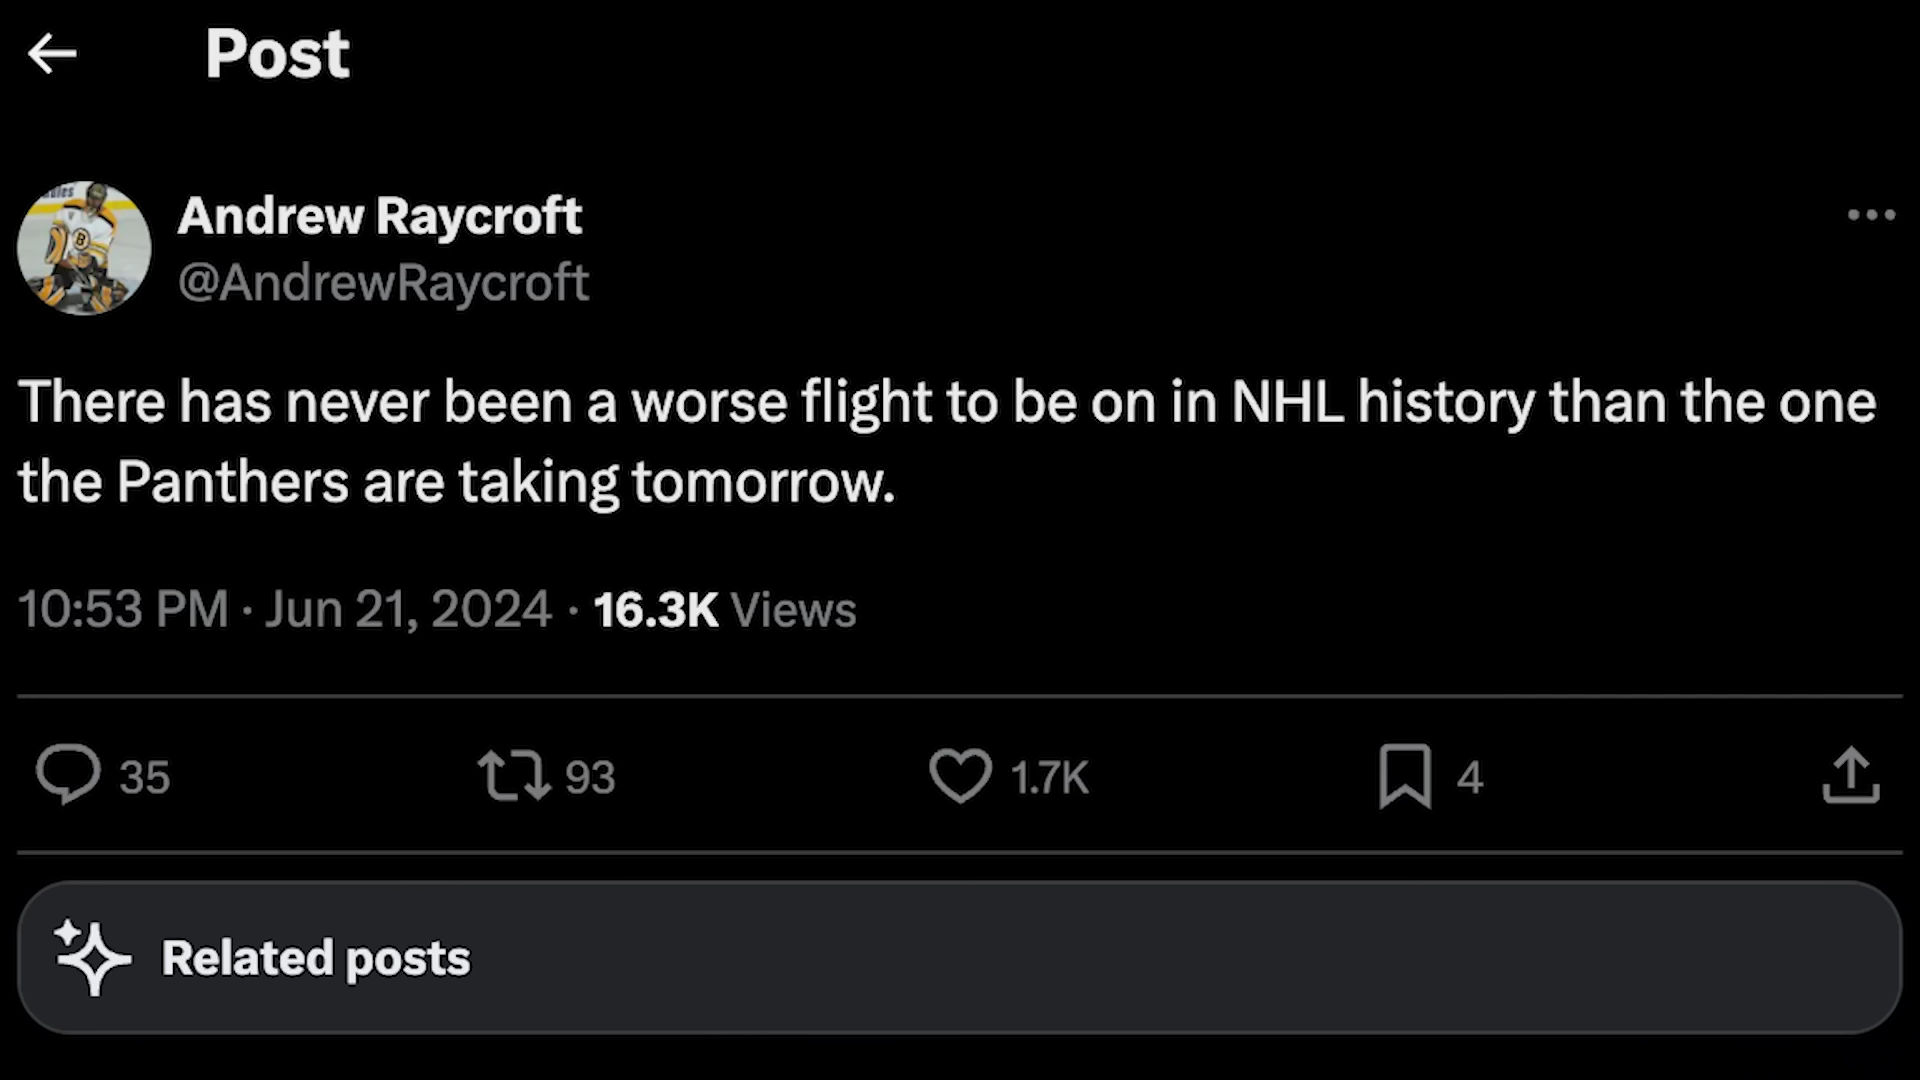 Post
Andrew Raycroft
@AndrewRaycroft
There has never been a worse flight to be on in NHL history than the one
the Panthers are taking tomorrow.
10:53 PM · Jun 21, 2024 · 16.3K Views
35 93 1.7K 4
Related posts